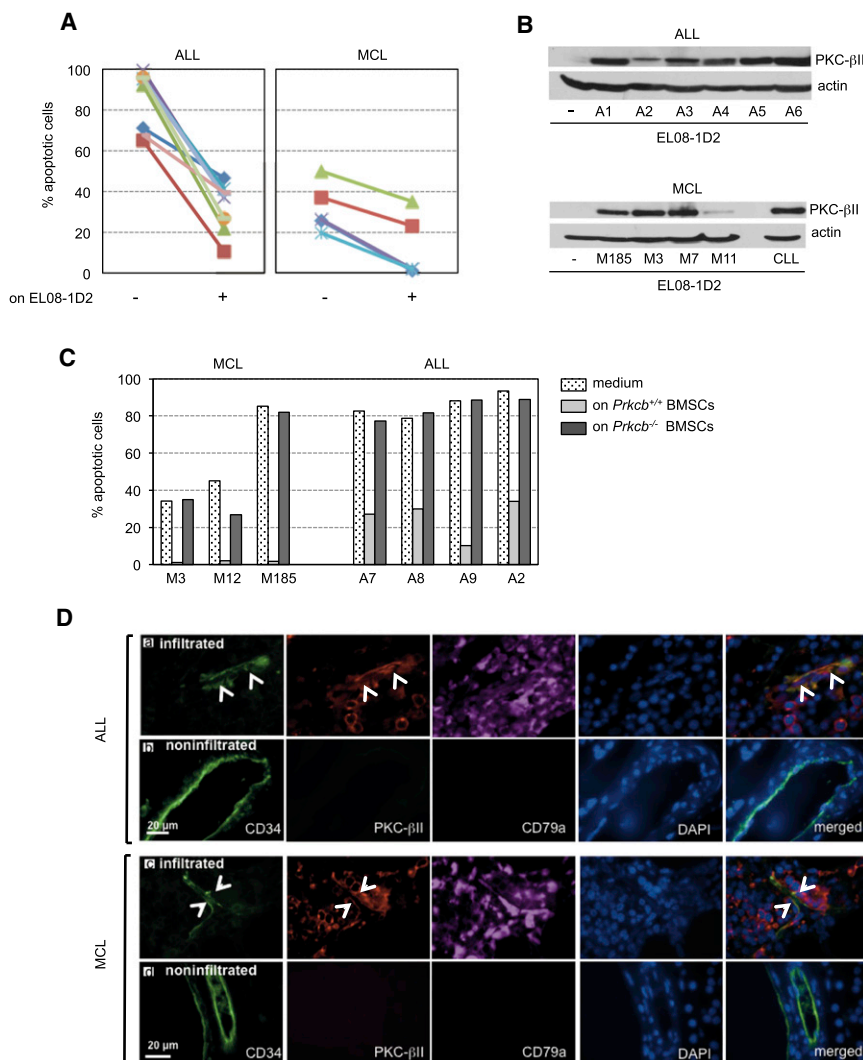 A
ALL
MCL
% apoptotic cells
100
80
60
40
20
0
on EL08-1D2
-
+
-
+
B
ALL
PKC-βII
actin
- A1 A2 A3 A4 A5 A6
EL08-1D2
MCL
PKC-βII
actin
- M185 M3 M7 M11 CLL
EL08-1D2
C
MCL
ALL
% apoptotic cells
100
80
60
40
20
0
M3 M12 M185 A7 A8 A9 A2
medium
on Prkcb+/+ BMSCs
on Prkcb-/- BMSCs
D
ALL
a infiltrated
b noninfiltrated
20 μm
CD34
PKC-βII
CD79a
DAPI
merged
MCL
c infiltrated
d noninfiltrated
20 μm
CD34
PKC-βII
CD79a
DAPI
merged